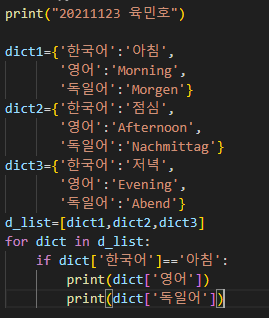 print("20211123 육민호")

dict1={'한국어':'아침',
       '영어':'Morning',
       '독일어':'Morgen'}
dict2={'한국어':'점심',
       '영어':'Afternoon',
       '독일어':'Nachmittag'}
dict3={'한국어':'저녁',
       '영어':'Evening',
       '독일어':'Abend'}
d_list=[dict1,dict2,dict3]
for dict in d_list:
    if dict['한국어']=='아침':
        print(dict['영어'])
        print(dict['독일어'])